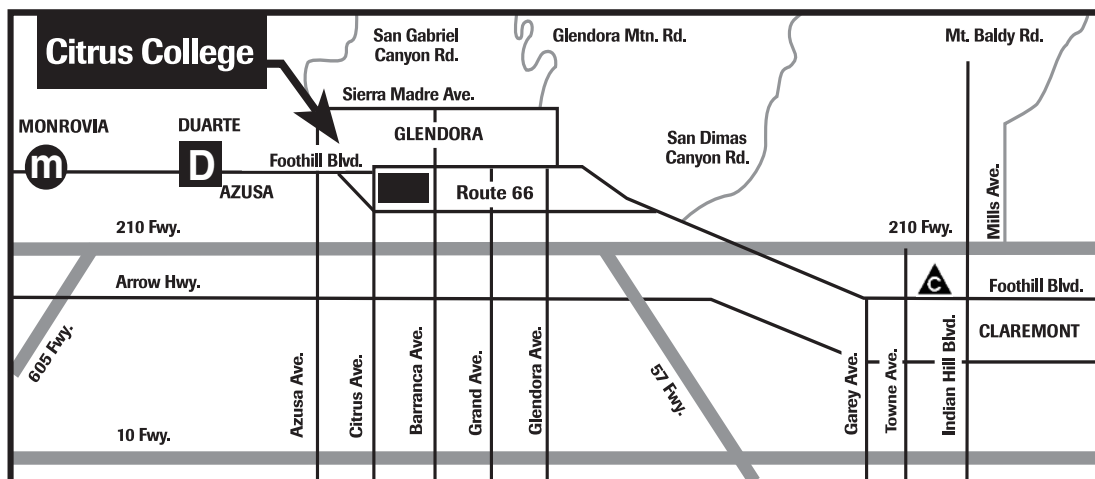 Citrus College
San Gabriel
Canyon Rd.
Glendora Mtn. Rd.
Mt. Baldy Rd.
Sierra Madre Ave.
MONROVIA
DUARTE
GLENDORA
San Dimas
Canyon Rd.
m
D
Foothill Blvd.
AZUSA
Route 66
Mills Ave.
210 Fwy.
210 Fwy.
Arrow Hwy.
C
Foothill Blvd.
605 Fwy.
57 Fwy.
CLAREMONT
Azusa Ave.
Citrus Ave.
Barranca Ave.
Grand Ave.
Glendora Ave.
Garey Ave.
Towne Ave.
Indian Hill Blvd.
10 Fwy.